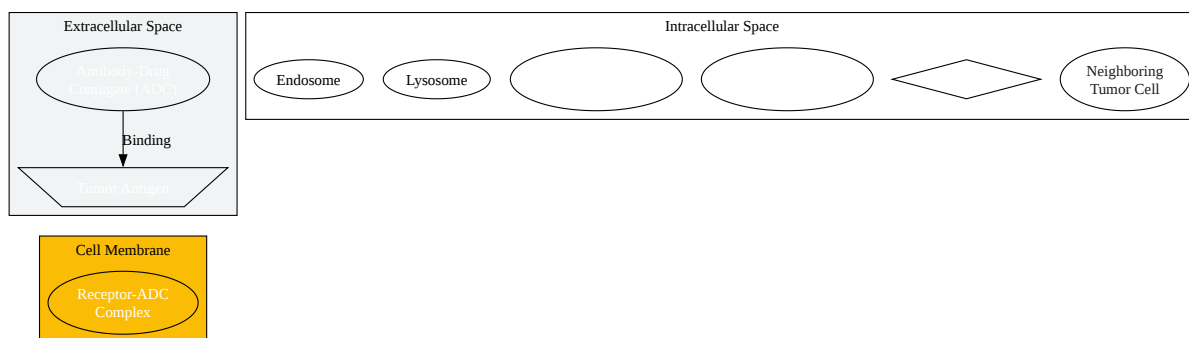 Extracellular Space
Antibody-Drug
Conjugate (ADC)
Binding
Tumor Antigen
Cell Membrane
Receptor-ADC
Complex
Intracellular Space
Endosome
Lysosome
Neighboring
Tumor Cell